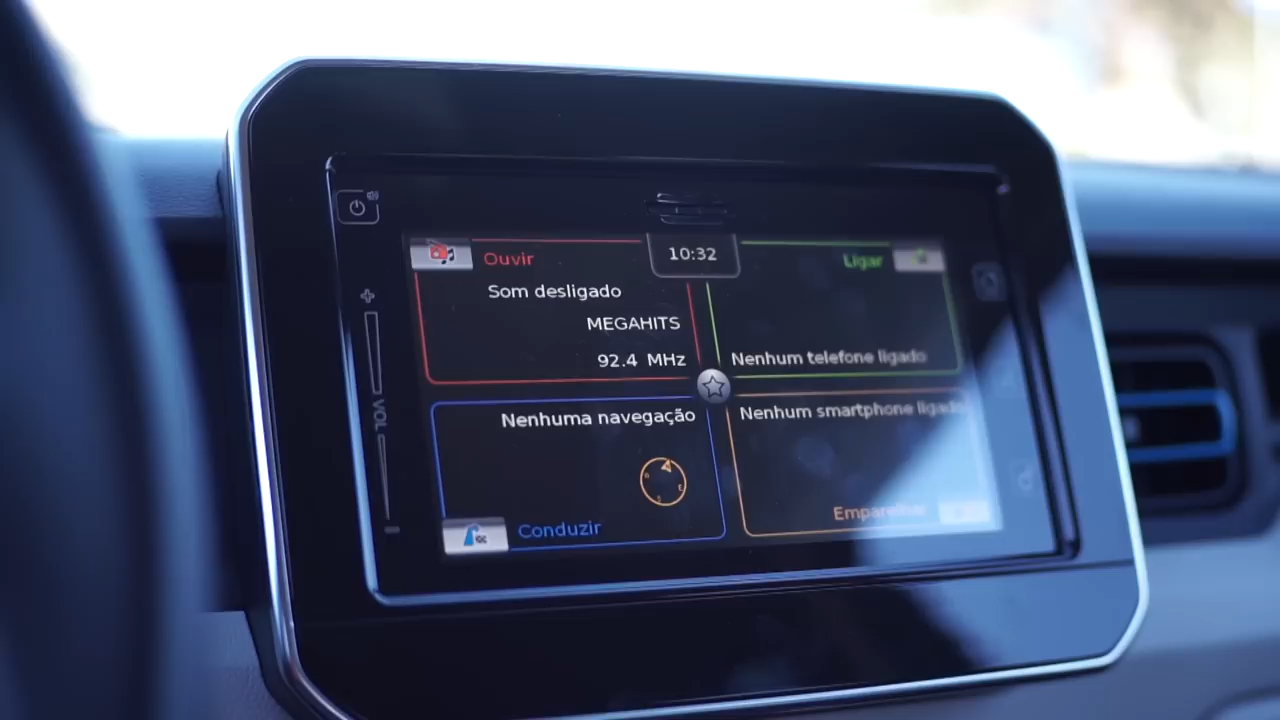 10:32
Ouvir
Som desligado
MEGAHITS
92.4 MHz
Ligar
Nenhum telefone ligado
Nenhuma navegação
Conduzir
Nenhum smartphone ligado
Emparelhar
VOL